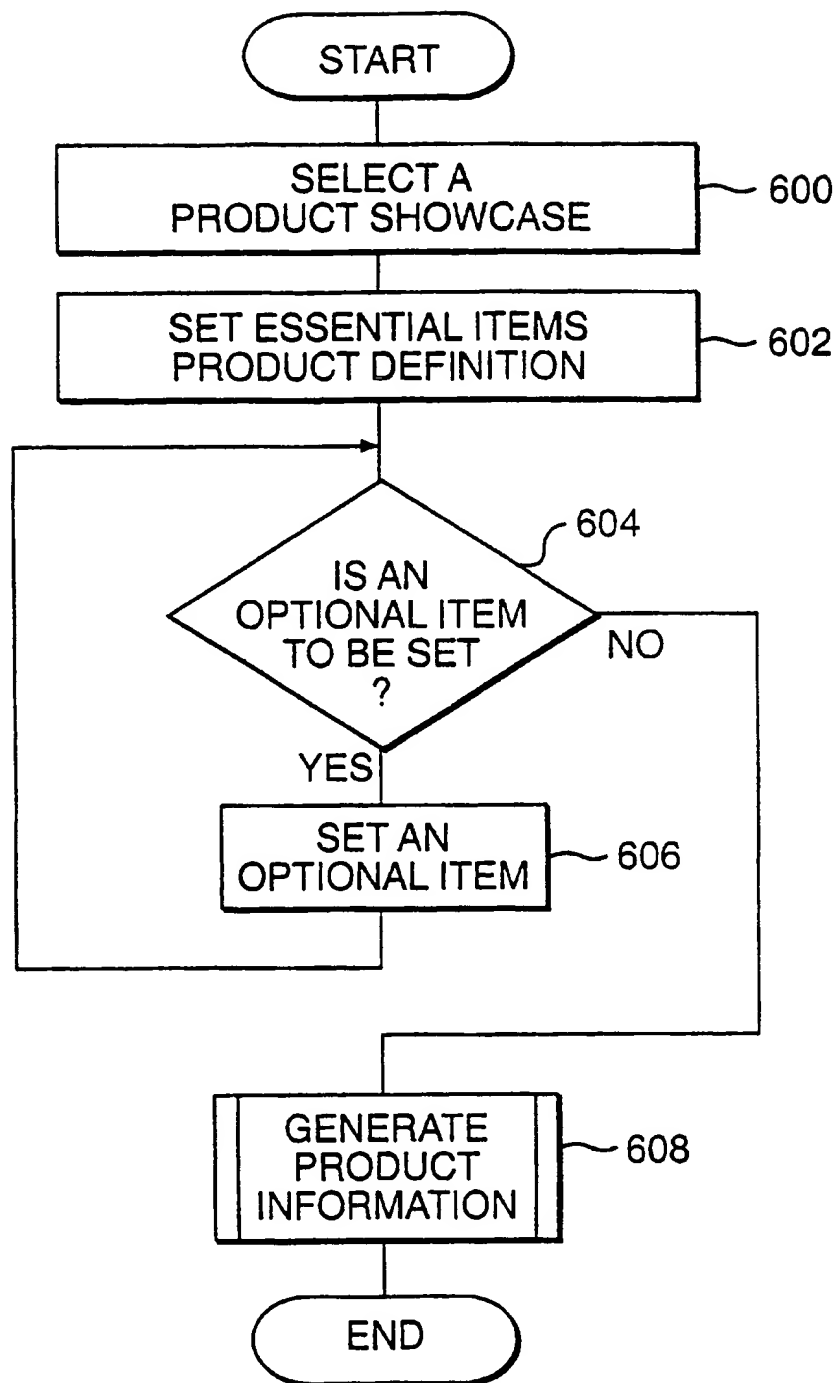 START
SELECT A
PRODUCT SHOWCASE
600
SET ESSENTIAL ITEMS
PRODUCT DEFINITION
602
604
IS AN
OPTIONAL ITEM
TO BE SET
?
NO
YES
SET AN
OPTIONAL ITEM
606
GENERATE
PRODUCT
INFORMATION
608
END